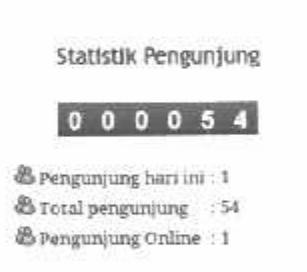 Statistik Pengunjung
0 0 0 0 5 4
Pengunjung hari ini : 1
Total pengunjung : 54
Pengunjung Online : 1